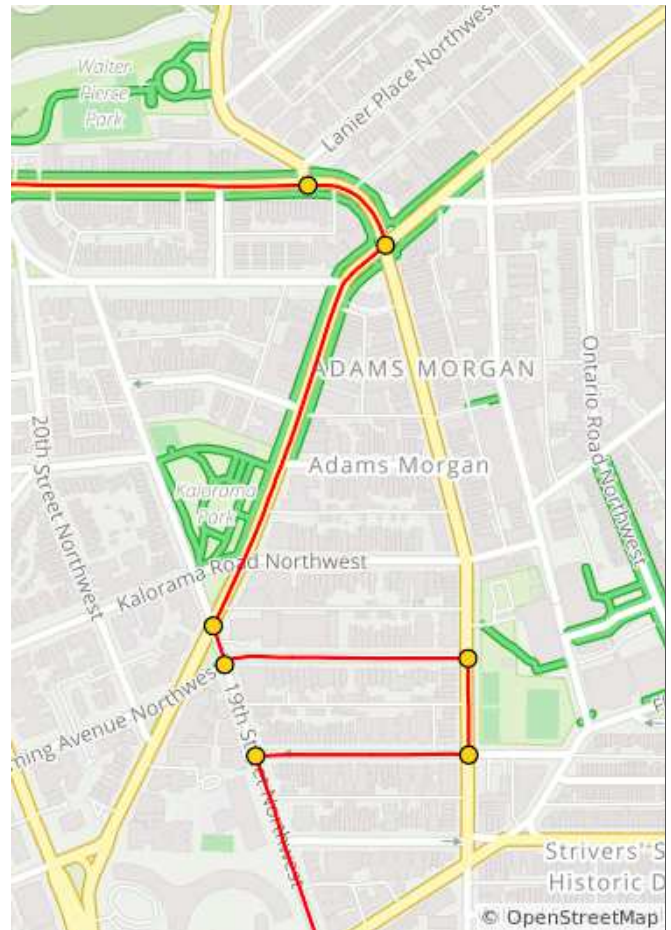 Walter
Pierce
Park
Lanier Place Northwest
ADAMS MORGAN
Ontario Road Northwest
20th Street Northwest
Adams Morgan
Kalorama
Park
Kalorama Road Northwest
ming Avenue Northwest
19th Street Northwest
Strivers' S
Historic D
© OpenStreetMap